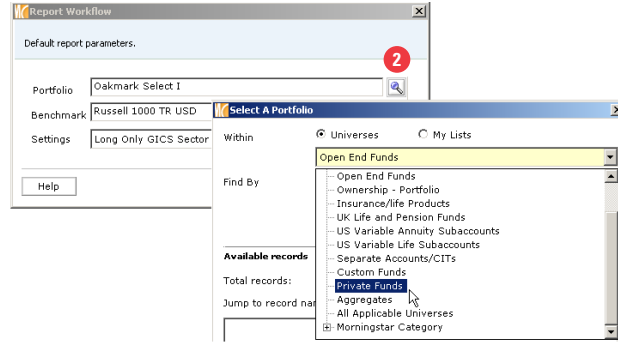 Report Workflow
Default report parameters.
2
Portfolio Oakmark Select I
Benchmark Russell 1000 TR USD
Settings Long Only GICS Sector
Help
Select A Portfolio
Within Universes My Lists
Open End Funds
Find By
Open End Funds
Ownership - Portfolio
Insurance/life Products
UK Life and Pension Funds
US Variable Annuity Subaccounts
US Variable Life Subaccounts
Separate Accounts/CITs
Custom Funds
Private Funds
Aggregates
All Applicable Universes
Morningstar Category
Available records
Total records:
Jump to record nar